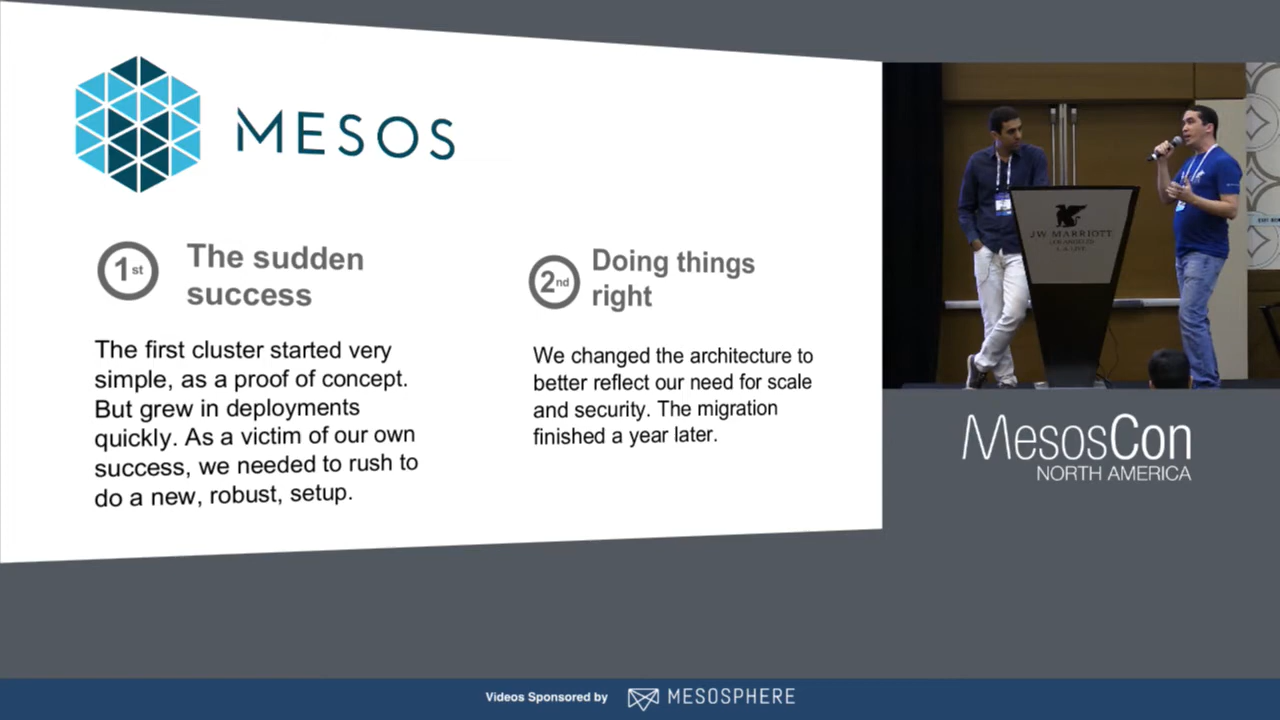 MESOS
1st
The sudden
success
The first cluster started very
simple, as a proof of concept.
But grew in deployments
quickly. As a victim of our own
success, we needed to rush to
do a new, robust, setup.
2nd
Doing things
right
We changed the architecture to
better reflect our need for scale
and security. The migration
finished a year later.
JW MARRIOTT
MesosCon
NORTH AMERICA
Videos Sponsored by
MESOSPHERE